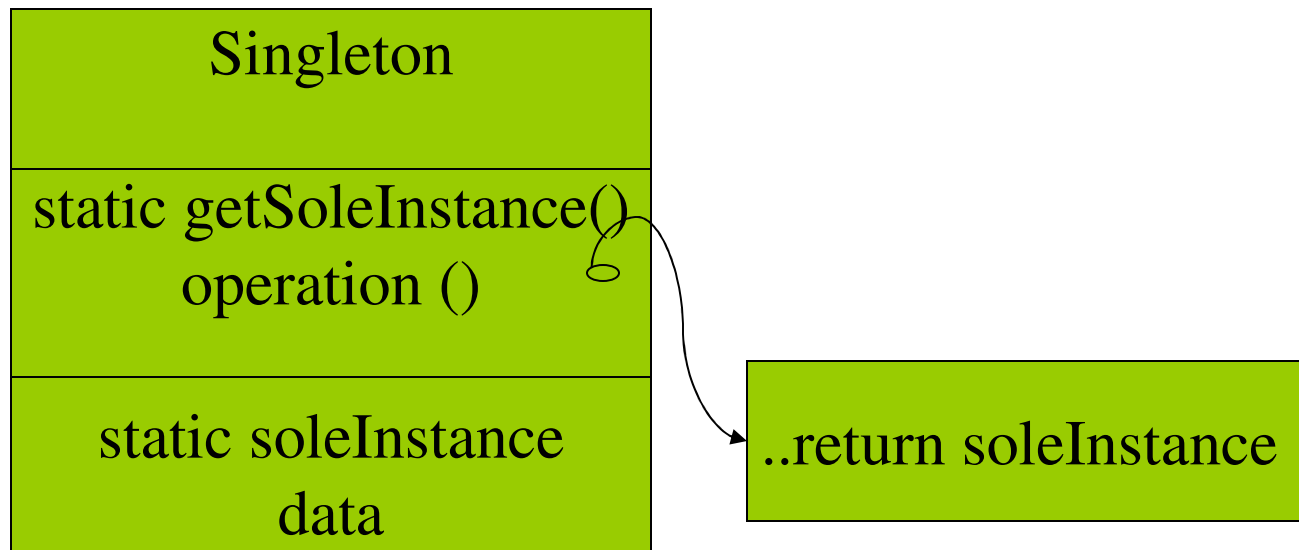 Singleton
static getSoleInstance()
operation ()
static soleInstance
data
..return soleInstance